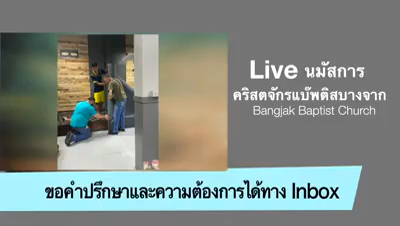 Live นมัสการ
คริสตจักรแบ๊พติสบางจาก
Bangjak Baptist Church
ขอคำปรึกษาและความต้องการได้ทาง Inbox